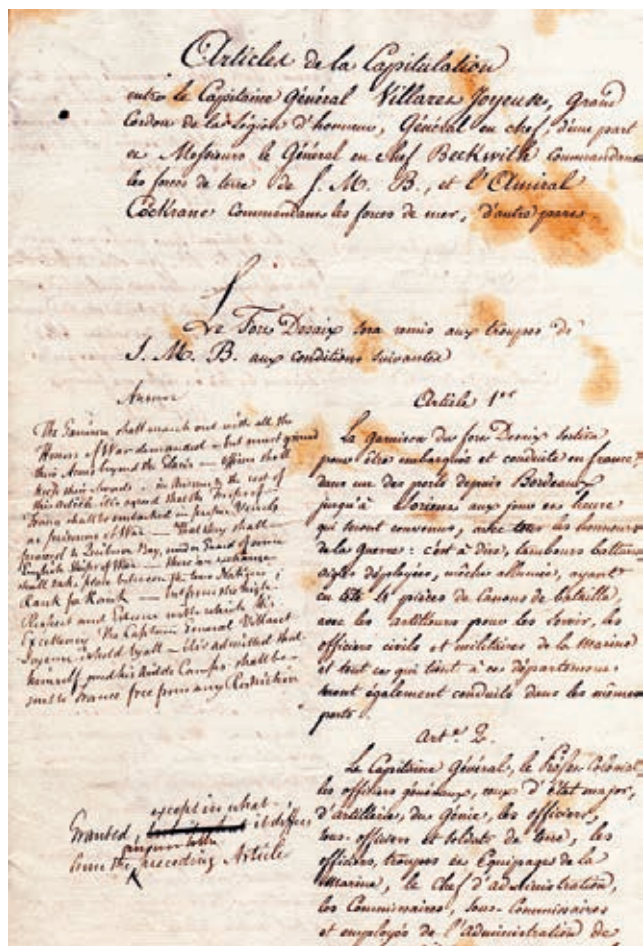 Articles de la Capitulation
entre le Capitaine Général Villaret Joyeuse, Grand
Cordon de la Légion d'honneur, Général en chef, d'une part
et Messieurs le Général en chef Beckwith commandant
les forces de terre de S. M. B., et l'Amiral
Cockrane commandant les forces de mer, d'autre part.
Le Fort Desaix sera remis aux troupes de
S. M. B. aux conditions suivantes
Answer
The Garrison shall march out with all the
Honors of War demanded – but must ground
their Arms beyond the Glacis – officers shall
keep their Swords – in Answer to the rest of
this Article it is agreed that the Troops of
France shall be embarked in proper Vessels
as prisoners of War – that they shall
proceed to Quiberon Bay, under Guard of some
English Ships of War – there an exchange
shall take place between the two Nations;
Rank for Rank – but from the high
Respect and Esteem with which His
Excellency The Captain General Villaret
Joyeuse is held by all – it is admitted that
himself and his Aids de Camps shall be
sent to France free from any Restriction
Article 1er
La garnison du fort Desaix sortira
pour être embarquée et conduite en france
dans un des ports depuis Bordeaux
jusqu'à Lorient aux jour et heure
qui seront convenus, avec tous les honneurs
de la guerre: c'est à dire, tambours battans
aigles déployées, mêches allumées, ayant
en tête 4 pièces de Canons de bataille,
avec les artilleurs pour les servir, les
officiers civils et militaires de la Marine
et tout ce qui tient à ces départemens
seront également conduits dans les mêmes
ports.
Granted, except in what it differs
from the preceding Article
Art.e 2.
Le Capitaine Général, le Préfet Colonial
les officiers généraux, ceux d'état major,
d'artillerie, du Génie, les officiers,
sous-officiers et soldats de terre, les
officiers, troupes et Equipage de la
Marine, le Chef d'administration,
les Commissaires, sous-Commissaires
et employés de l'Administration de